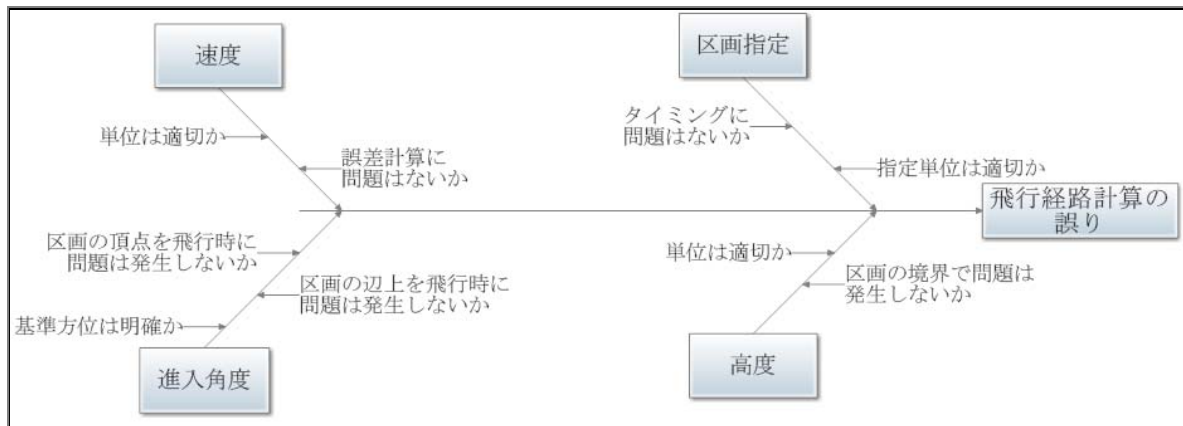 速度
区画指定
単位は適切か
タイミングに
問題はないか
誤差計算に
問題はないか
指定単位は適切か
飛行経路計算の
誤り
区画の頂点を飛行時に
問題は発生しないか
単位は適切か
区画の辺上を飛行時に
問題は発生しないか
区画の境界で問題は
発生しないか
基準方位は明確か
進入角度
高度